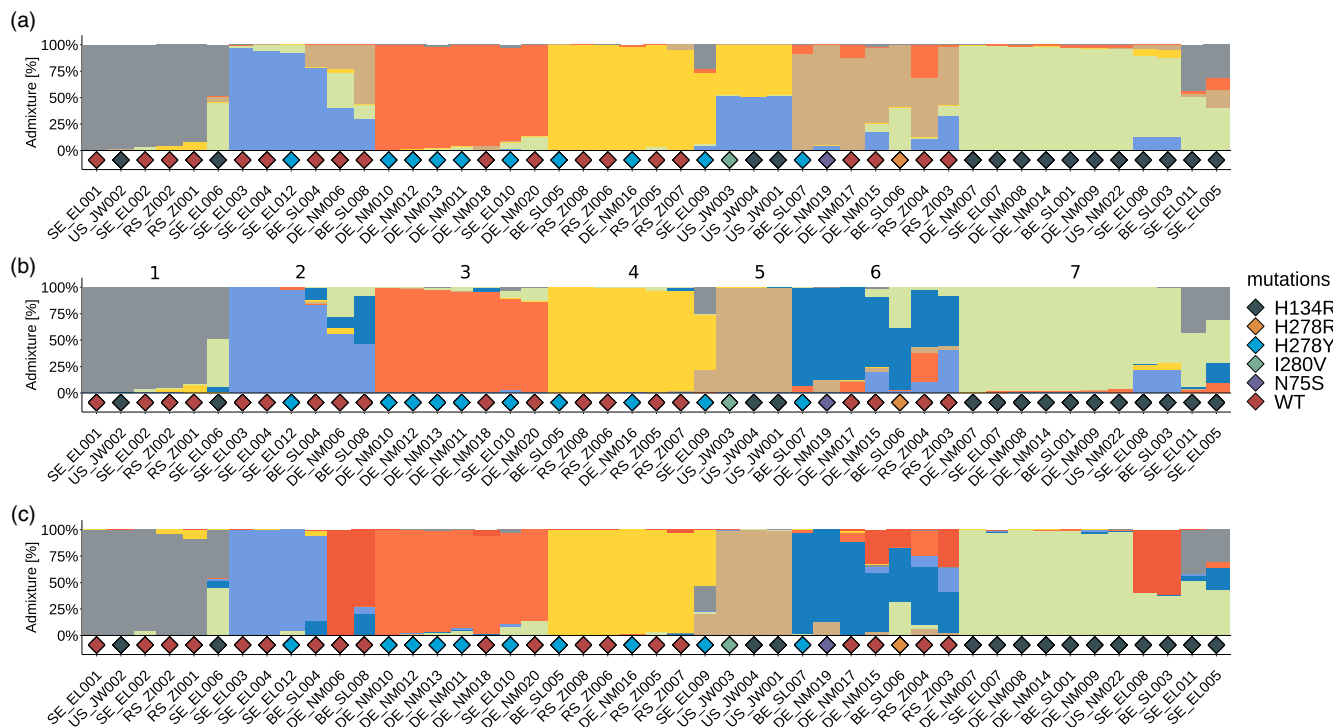 (a)
Admixture [%]
100%
75%
50%
25%
0%
SE_EL001 US_JW002 SE_EL002 RS_ZI002 RS_ZI001 SE_EL006 SE_EL003 SE_EL004 SE_EL012 BE_SL004 DE_NM006 BE_SL008 DE_NM010 DE_NM012 DE_NM013 DE_NM011 DE_NM018 SE_EL010 DE_NM020 BE_SL005 RS_ZI008 RS_ZI006 DE_NM016 RS_ZI005 RS_ZI007 SE_EL009 US_JW003 US_JW004 US_JW001 BE_SL007 DE_NM019 DE_NM017 DE_NM015 BE_SL006 RS_ZI004 RS_ZI003 DE_NM007 SE_EL007 DE_NM008 DE_NM014 BE_SL001 DE_NM009 US_NM022 SE_EL008 BE_SL003 SE_EL011 SE_EL005
(b)
1 2 3 4 5 6 7
Admixture [%]
100%
75%
50%
25%
0%
SE_EL001 US_JW002 SE_EL002 RS_ZI002 RS_ZI001 SE_EL006 SE_EL003 SE_EL004 SE_EL012 BE_SL004 DE_NM006 BE_SL008 DE_NM010 DE_NM012 DE_NM013 DE_NM011 DE_NM018 SE_EL010 DE_NM020 BE_SL005 RS_ZI008 RS_ZI006 DE_NM016 RS_ZI005 RS_ZI007 SE_EL009 US_JW003 US_JW004 US_JW001 BE_SL007 DE_NM019 DE_NM017 DE_NM015 BE_SL006 RS_ZI004 RS_ZI003 DE_NM007 SE_EL007 DE_NM008 DE_NM014 BE_SL001 DE_NM009 US_NM022 SE_EL008 BE_SL003 SE_EL011 SE_EL005
mutations
H134R
H278R
H278Y
I280V
N75S
WT
(c)
Admixture [%]
100%
75%
50%
25%
0%
SE_EL001 US_JW002 SE_EL002 RS_ZI002 RS_ZI001 SE_EL006 SE_EL003 SE_EL004 SE_EL012 BE_SL004 DE_NM006 BE_SL008 DE_NM010 DE_NM012 DE_NM013 DE_NM011 DE_NM018 SE_EL010 DE_NM020 BE_SL005 RS_ZI008 RS_ZI006 DE_NM016 RS_ZI005 RS_ZI007 SE_EL009 US_JW003 US_JW004 US_JW001 BE_SL007 DE_NM019 DE_NM017 DE_NM015 BE_SL006 RS_ZI004 RS_ZI003 DE_NM007 SE_EL007 DE_NM008 DE_NM014 BE_SL001 DE_NM009 US_NM022 SE_EL008 BE_SL003 SE_EL011 SE_EL005